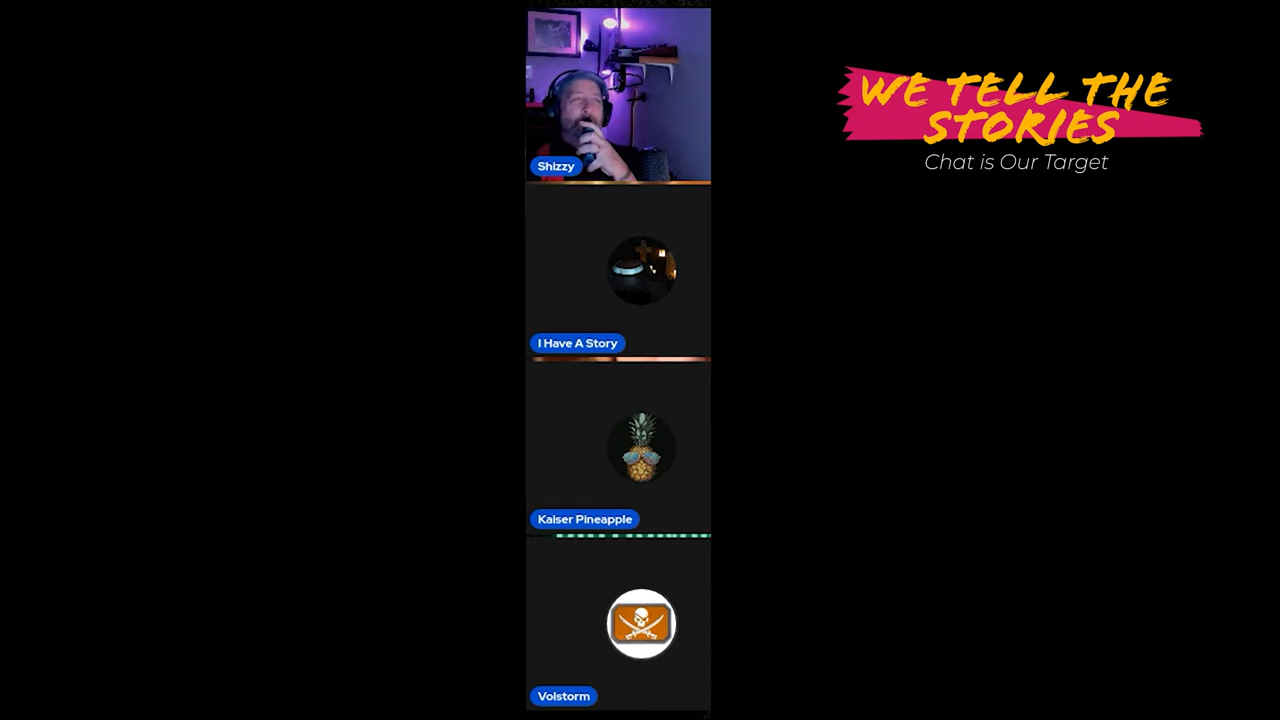 WE TELL THE
STORIES
Chat is Our Target
Shizzy
I Have A Story
Kaiser Pineapple
Volstorm